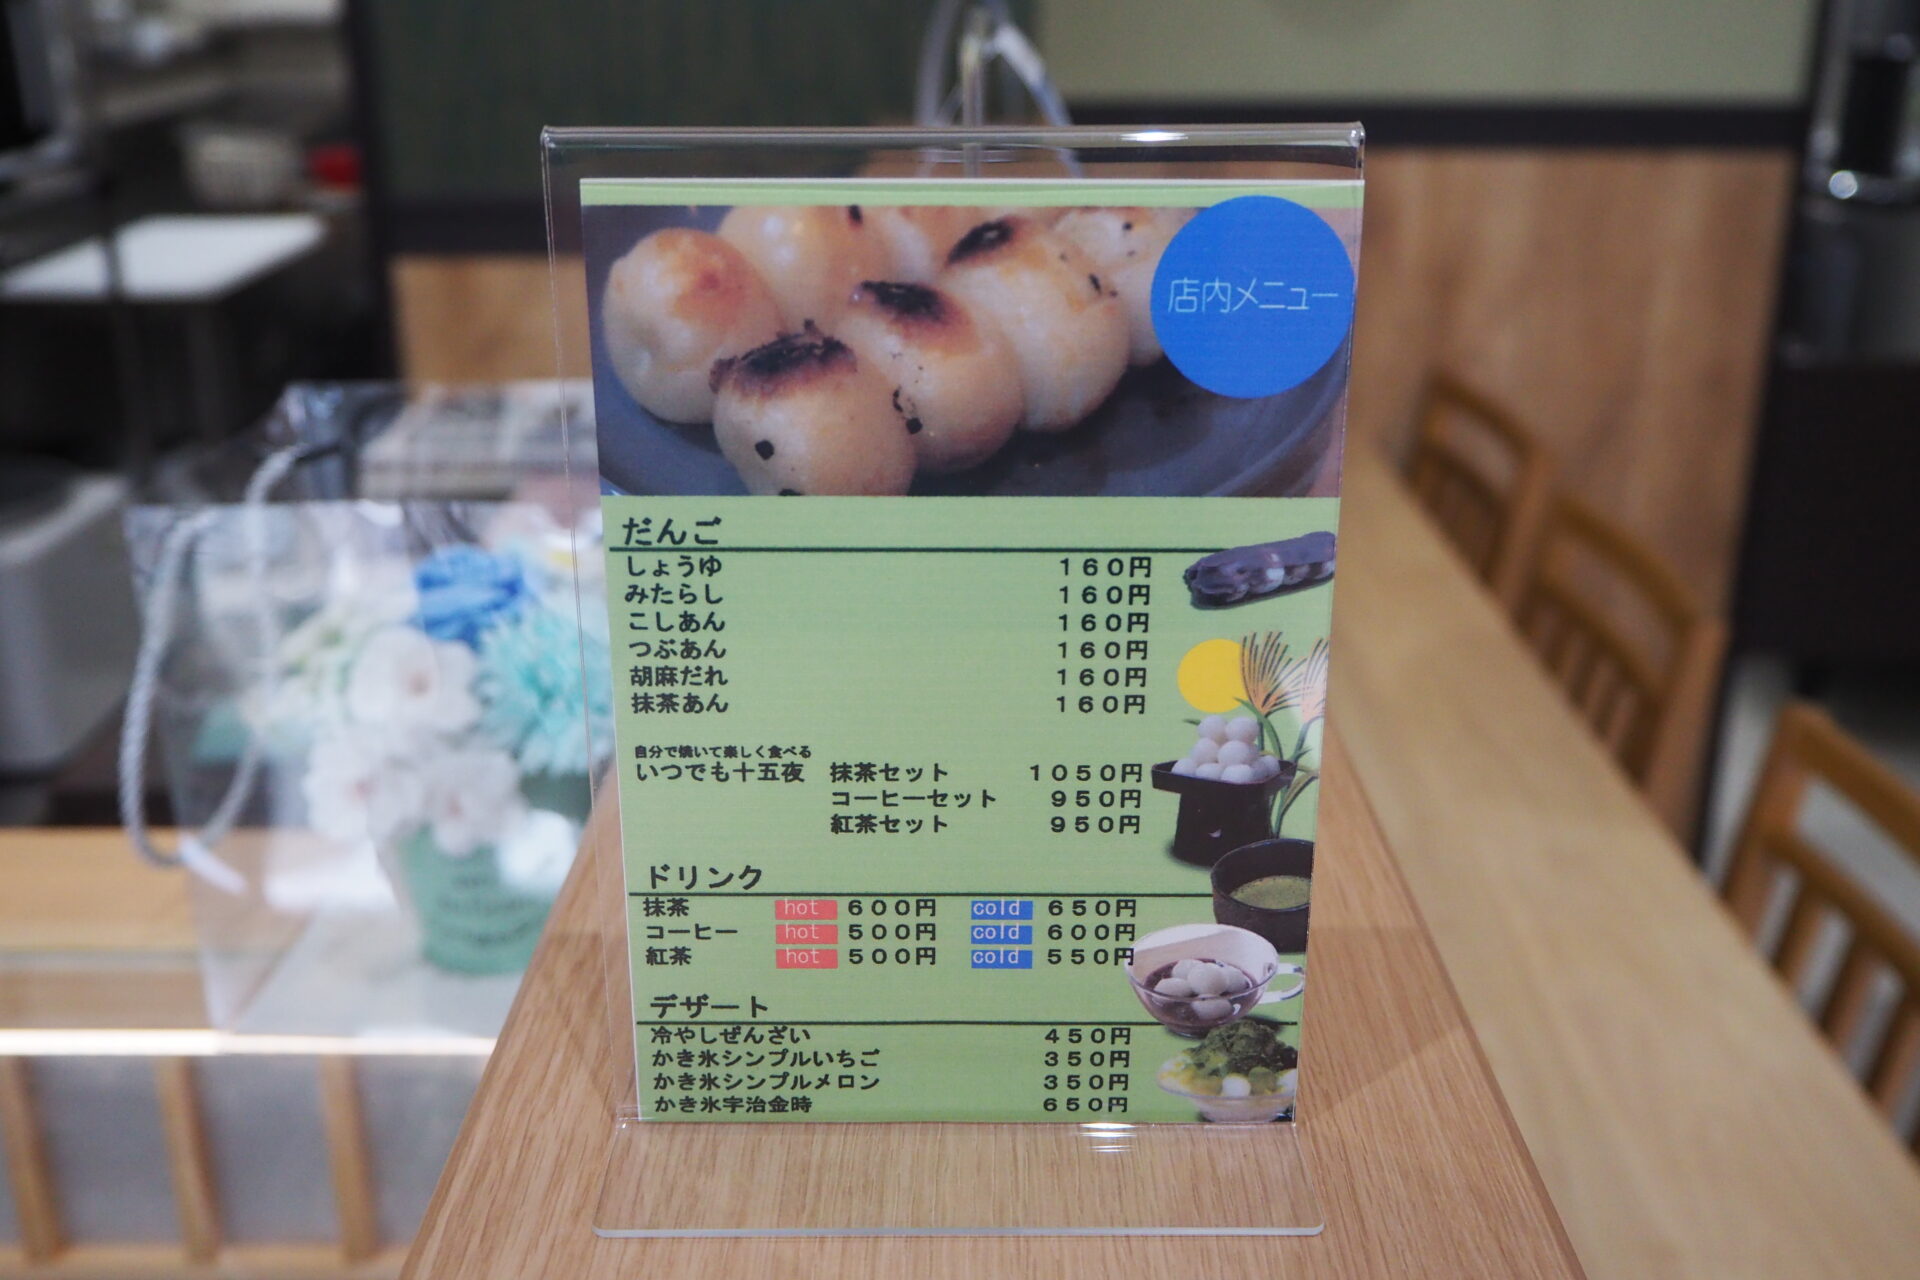 店内メニュー
だんご
しょうゆ 160円
みたらし 160円
こしあん 160円
つぶあん 160円
胡麻だれ 160円
抹茶あん 160円
自分で焼いて楽しく食べる
いつでも十五夜 抹茶セット 1050円
コーヒーセット 950円
紅茶セット 950円
ドリンク
抹茶 hot 600円 cold 650円
コーヒー hot 500円 cold 600円
紅茶 hot 500円 cold 550円
デザート
冷やしぜんざい 450円
かき氷シンプルいちご 350円
かき氷シンプルメロン 350円
かき氷宇治金時 650円